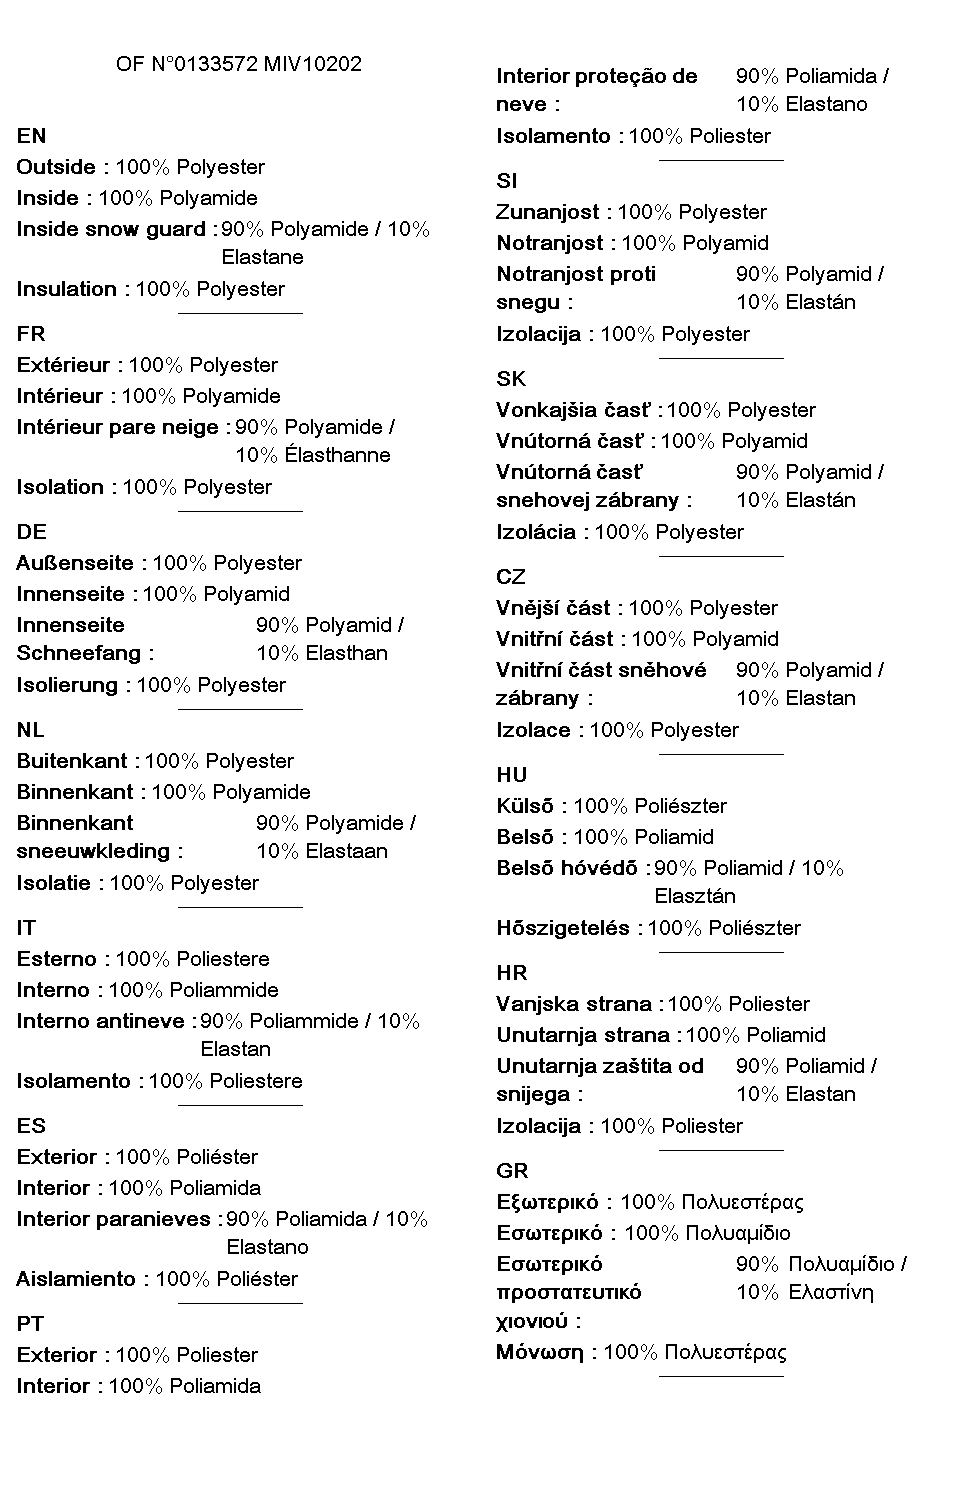 OF N°0133572 MIV10202
EN
Outside : 100% Polyester
Inside : 100% Polyamide
Inside snow guard : 90% Polyamide / 10%
Elastane
Insulation : 100% Polyester
FR
Extérieur : 100% Polyester
Intérieur : 100% Polyamide
Intérieur pare neige : 90% Polyamide /
10% Élasthanne
Isolation : 100% Polyester
DE
Außenseite : 100% Polyester
Innenseite : 100% Polyamid
Innenseite 90% Polyamid /
Schneefang : 10% Elasthan
Isolierung : 100% Polyester
NL
Buitenkant : 100% Polyester
Binnenkant : 100% Polyamide
Binnenkant 90% Polyamide /
sneeuwkleding : 10% Elastaan
Isolatie : 100% Polyester
IT
Esterno : 100% Poliestere
Interno : 100% Poliammide
Interno antineve : 90% Poliammide / 10%
Elastan
Isolamento : 100% Poliestere
ES
Exterior : 100% Poliéster
Interior : 100% Poliamida
Interior paranieves : 90% Poliamida / 10%
Elastano
Aislamiento : 100% Poliéster
PT
Exterior : 100% Poliester
Interior : 100% Poliamida
Interior proteção de 90% Poliamida /
neve : 10% Elastano
Isolamento : 100% Poliester
SI
Zunanjost : 100% Polyester
Notranjost : 100% Polyamid
Notranjost proti 90% Polyamid /
snegu : 10% Elastán
Izolacija : 100% Polyester
SK
Vonkajšia časť : 100% Polyester
Vnútorná časť : 100% Polyamid
Vnútorná časť 90% Polyamid /
snehovej zábrany : 10% Elastán
Izolácia : 100% Polyester
CZ
Vnější část : 100% Polyester
Vnitřní část : 100% Polyamid
Vnitřní část sněhové 90% Polyamid /
zábrany : 10% Elastan
Izolace : 100% Polyester
HU
Külső : 100% Poliészter
Belső : 100% Poliamid
Belső hóvédő : 90% Poliamid / 10%
Elasztán
Hőszigetelés : 100% Poliészter
HR
Vanjska strana : 100% Poliester
Unutarnja strana : 100% Poliamid
Unutarnja zaštita od 90% Poliamid /
snijega : 10% Elastan
Izolacija : 100% Poliester
GR
Εξωτερικό : 100% Πολυεστέρας
Εσωτερικό : 100% Πολυαμίδιο
Εσωτερικό 90% Πολυαμίδιο /
προστατευτικό 10% Ελαστίνη
χιονιού :
Μόνωση : 100% Πολυεστέρας